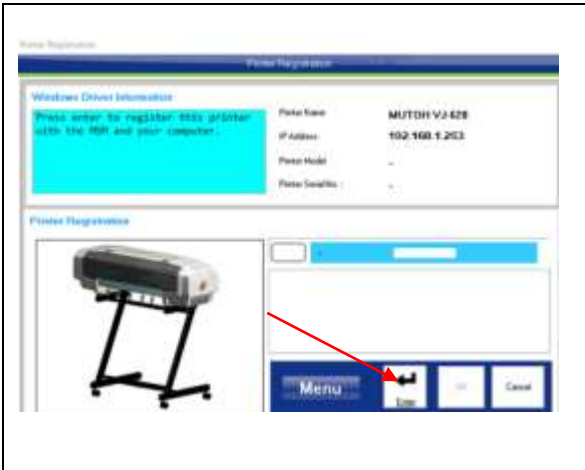 Printer Registration
Printer Registration
Windows Driver Information
Press enter to register this printer
with the MSM and your computer.
Printer Name
MUTOH VJ-628
IP Address
192.168.1.253
Printer Model
-
Printer Serial No. :
-
Printer Registration
Menu
Enter
Cancel